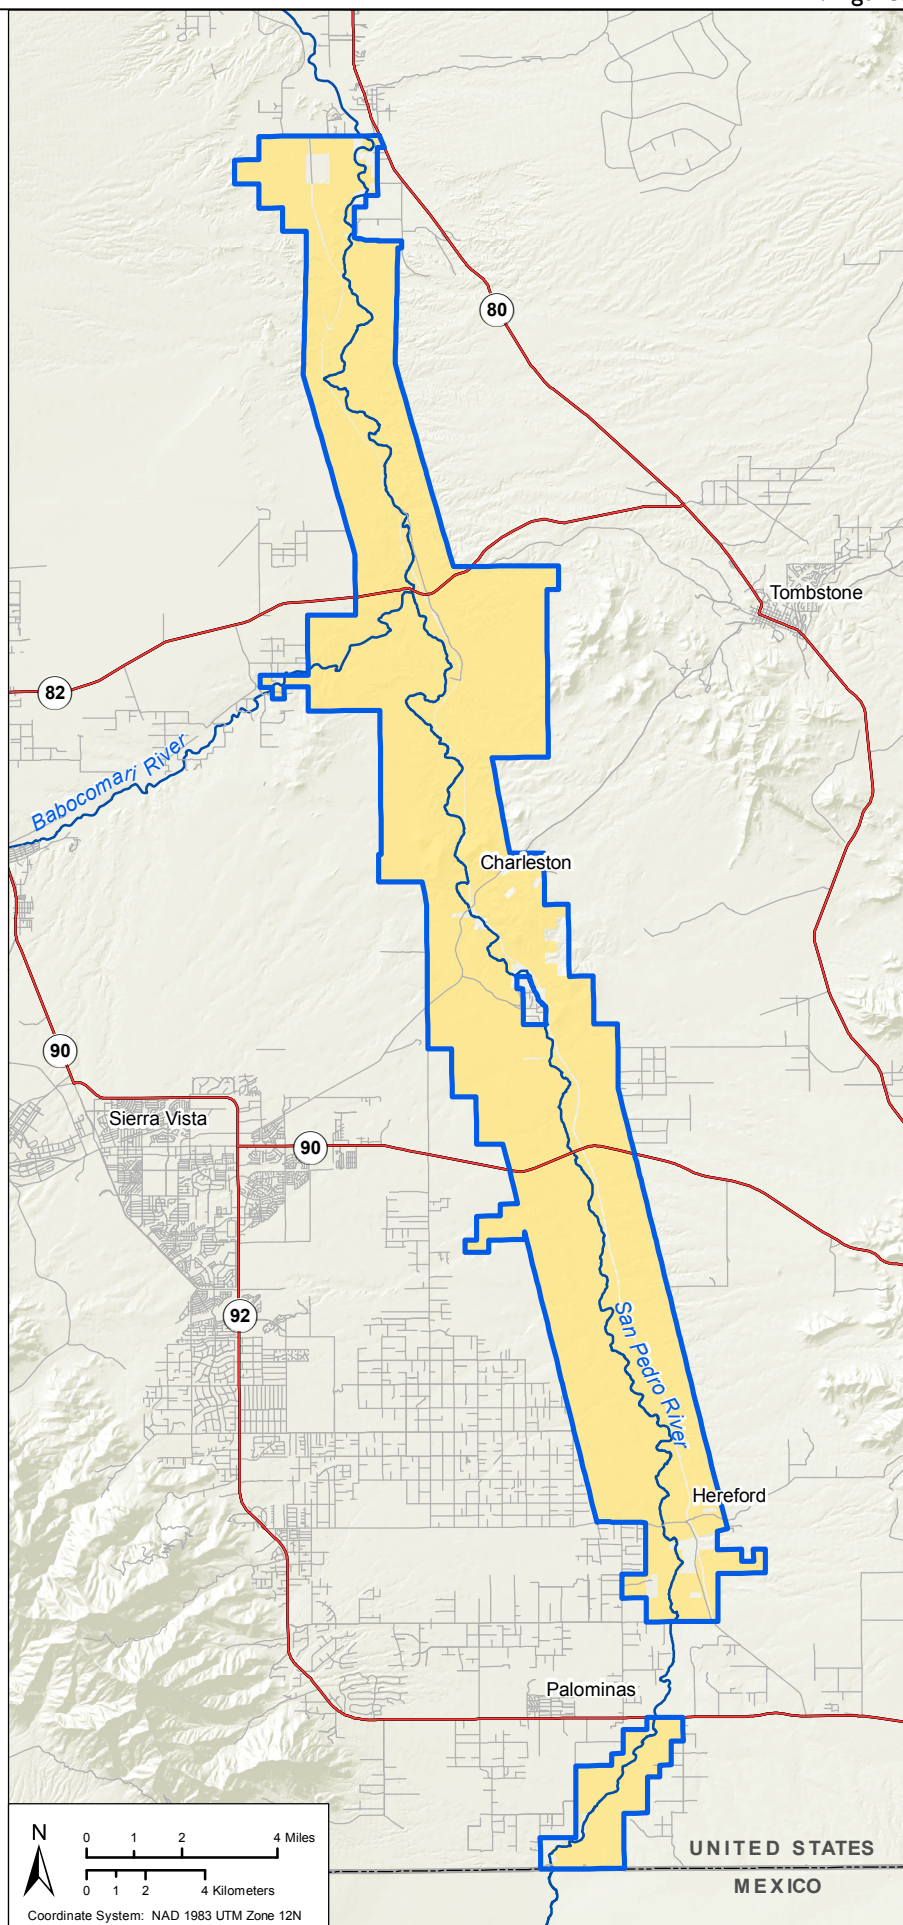 80
Tombstone
82
Babocomari River
Charleston
90
Sierra Vista
90
92
San Pedro River
Hereford
Palominas
N
0 1 2 4 Miles
0 1 2 4 Kilometers
Coordinate System: NAD 1983 UTM Zone 12N
UNITED STATES
MEXICO